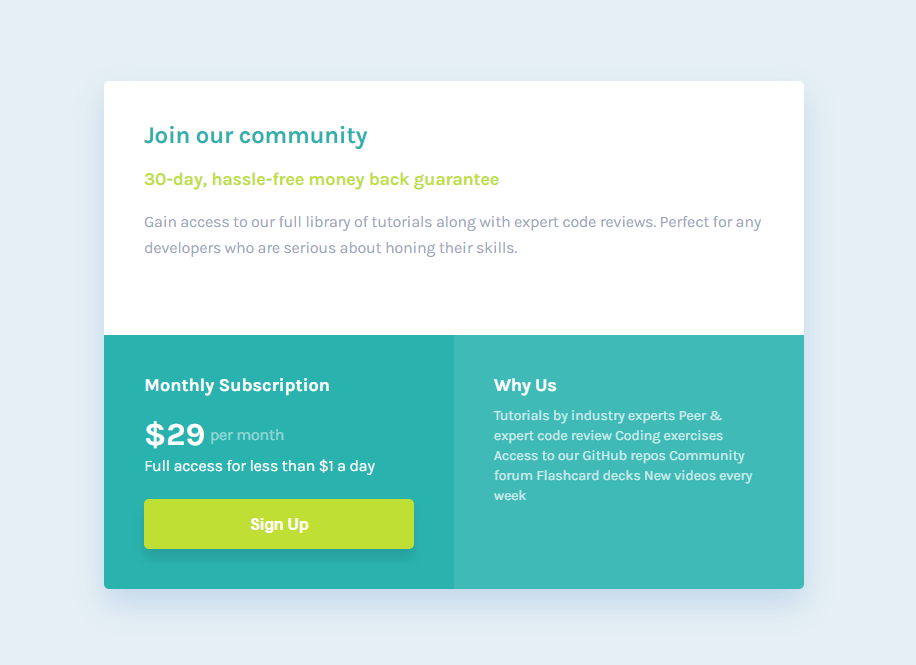 Join our community
30-day, hassle-free money back guarantee
Gain access to our full library of tutorials along with expert code reviews. Perfect for any
developers who are serious about honing their skills.
Monthly Subscription
$29 per month
Full access for less than $1 a day
Sign Up
Why Us
Tutorials by industry experts Peer &
expert code review Coding exercises
Access to our GitHub repos Community
forum Flashcard decks New videos every
week